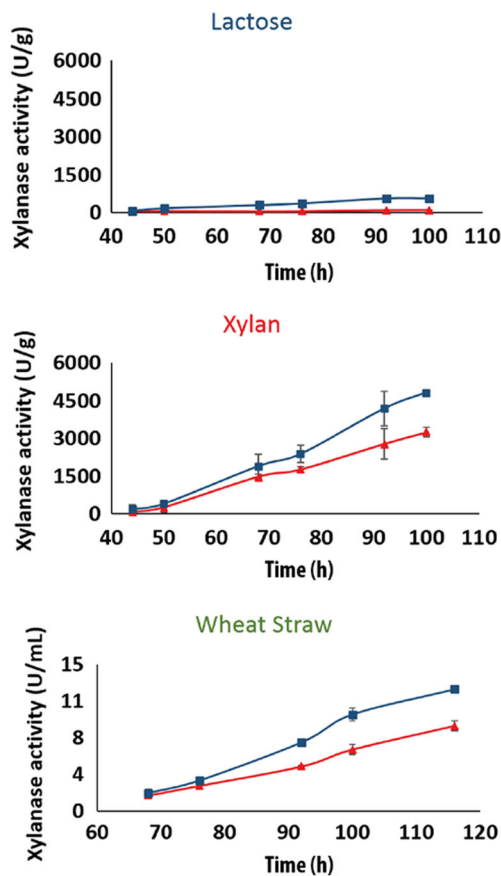 Lactose
Xylanase activity (U/g)
6000
4500
3000
1500
0
40 50 60 70 80 90 100 110
Time (h)
Xylan
Xylanase activity (U/g)
6000
4500
3000
1500
0
40 50 60 70 80 90 100 110
Time (h)
Wheat Straw
Xylanase activity (U/mL)
15
11
8
4
0
60 70 80 90 100 110 120
Time (h)